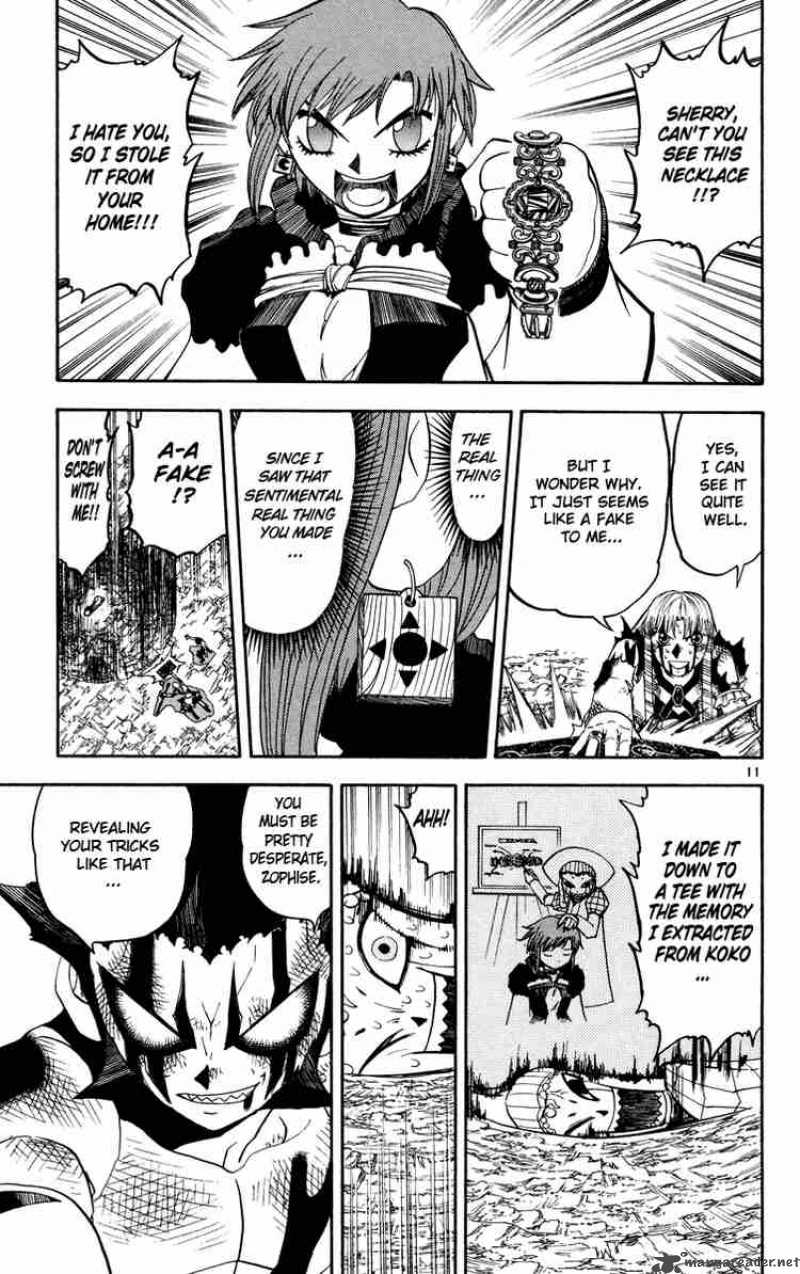 SHERRY,
CAN'T YOU
SEE THIS
NECKLACE
!!?
I HATE YOU,
SO I STOLE
IT FROM
YOUR
HOME!!!
YES,
I CAN
SEE IT
QUITE
WELL.
BUT I
WONDER WHY.
IT JUST SEEMS
LIKE A FAKE
TO ME...
THE
REAL
THING
...
SINCE I
SAW THAT
SENTIMENTAL
REAL THING
YOU MADE
...
A-A
FAKE
!?
DON'T
SCREW
WITH
ME!!
11
I MADE IT
DOWN TO
A TEE WITH
THE MEMORY
I EXTRACTED
FROM KOKO
...
AHH!
YOU
MUST BE
PRETTY
DESPERATE,
ZOPHISE.
REVEALING
YOUR TRICKS
LIKE THAT
...
mangareader.net